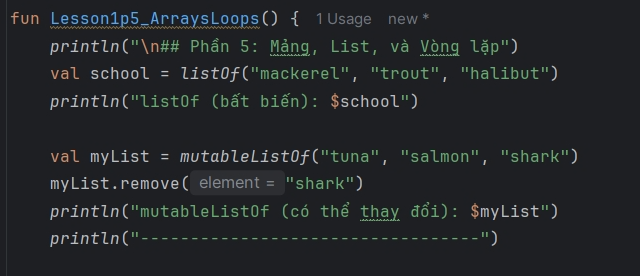 fun Lesson1p5_ArraysLoops() { 1 Usage new *
println("\n## Phần 5: Mảng, List, và Vòng lặp")
val school = listOf("mackerel", "trout", "halibut")
println("listOf (bất biến): $school")
val myList = mutableListOf("tuna", "salmon", "shark")
myList.remove( element = "shark")
println("mutableListOf (có thể thay đổi): $myList")
println("----------------------------------")